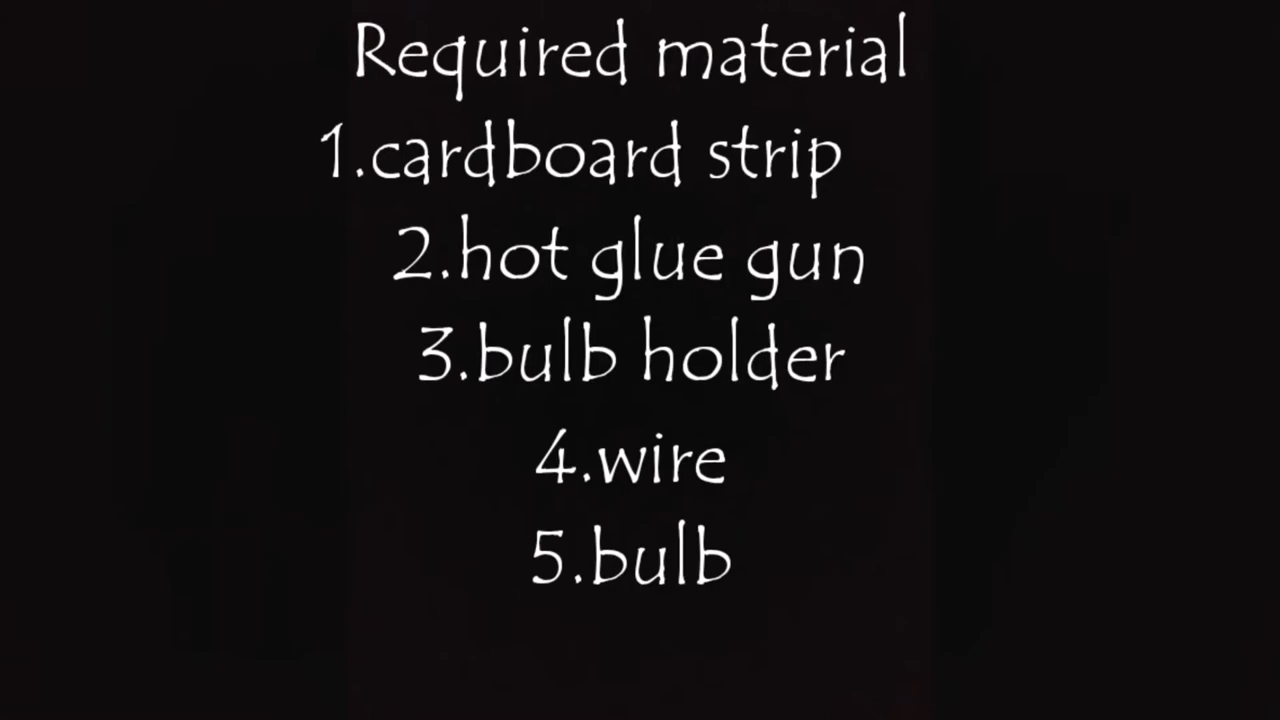 Required material
1.cardboard strip
2.hot glue gun
3.bulb holder
4.wire
5.bulb